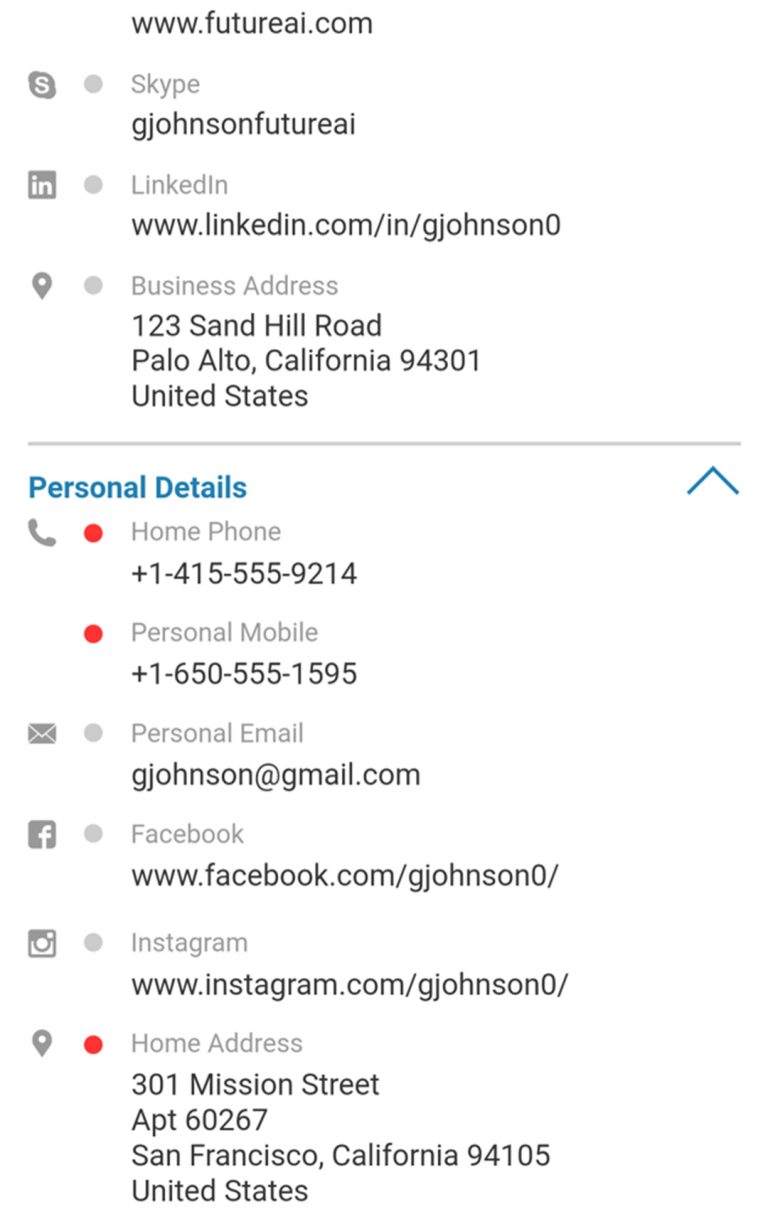 www.futureai.com
Skype
gjohnsonfutureai
in
LinkedIn
www.linkedin.com/in/gjohnson0
Business Address
123 Sand Hill Road
Palo Alto, California 94301
United States
Personal Details
Home Phone
+1-415-555-9214
Personal Mobile
+1-650-555-1595
Personal Email
gjohnson@gmail.com
Facebook
www.facebook.com/gjohnson0/
Instagram
www.instagram.com/gjohnson0/
Home Address
301 Mission Street
Apt 60267
San Francisco, California 94105
United States